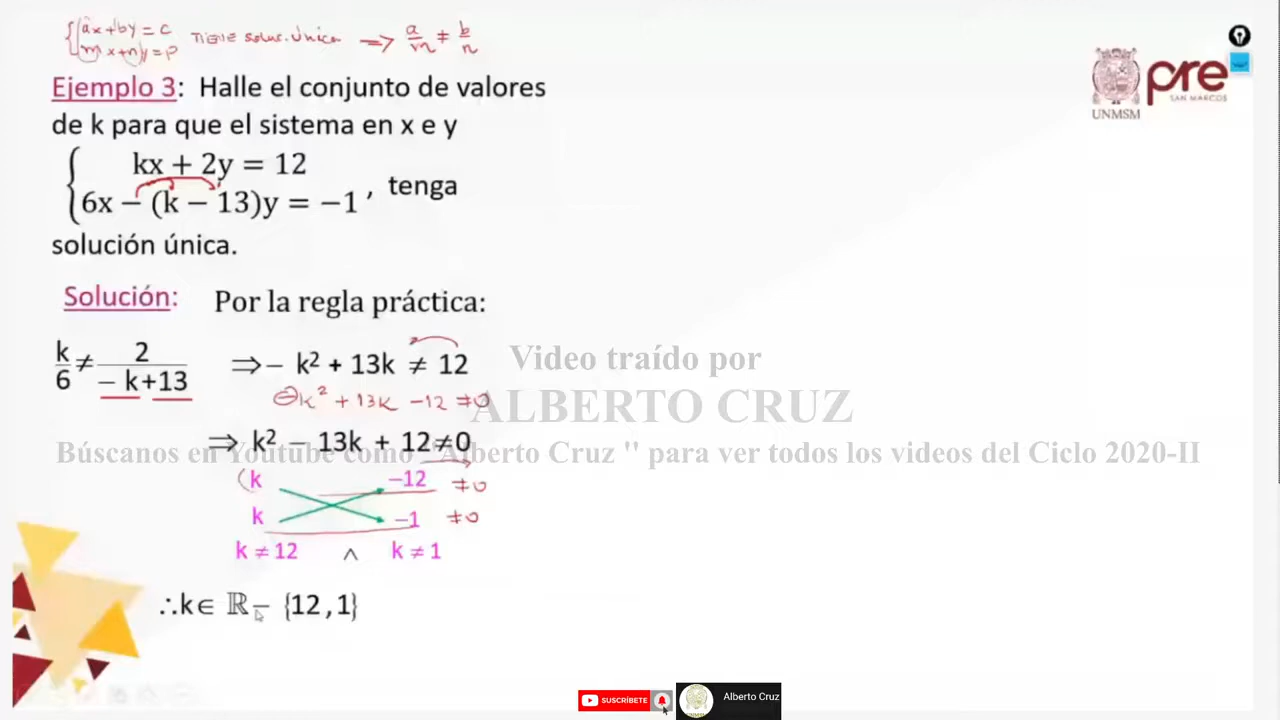 {ax+by=c
mx+ny=p Tiene soluc. Única ⇒ a/m ≠ b/n
Ejemplo 3: Halle el conjunto de valores
de k para que el sistema en x e y
{kx + 2y = 12
6x − (k − 13)y = −1 , tenga
solución única.
pre
SAN MARCOS
UNMSM
Solución: Por la regla práctica:
k/6 ≠ 2/(− k+13) ⇒ − k² + 13k ≠ 12
⊖k² + 13k − 12 ≠0
⇒ k² − 13k + 12≠0
(k −12 ≠0
k −1 ≠0
k ≠ 12 ∧ k ≠ 1
∴k∈ ℝ− {12 ,1}
Video traído por
ALBERTO CRUZ
Búscanos en Youtube como "Alberto Cruz " para ver todos los videos del Ciclo 2020-II
SUSCRÍBETE
UNMSM
Alberto Cruz